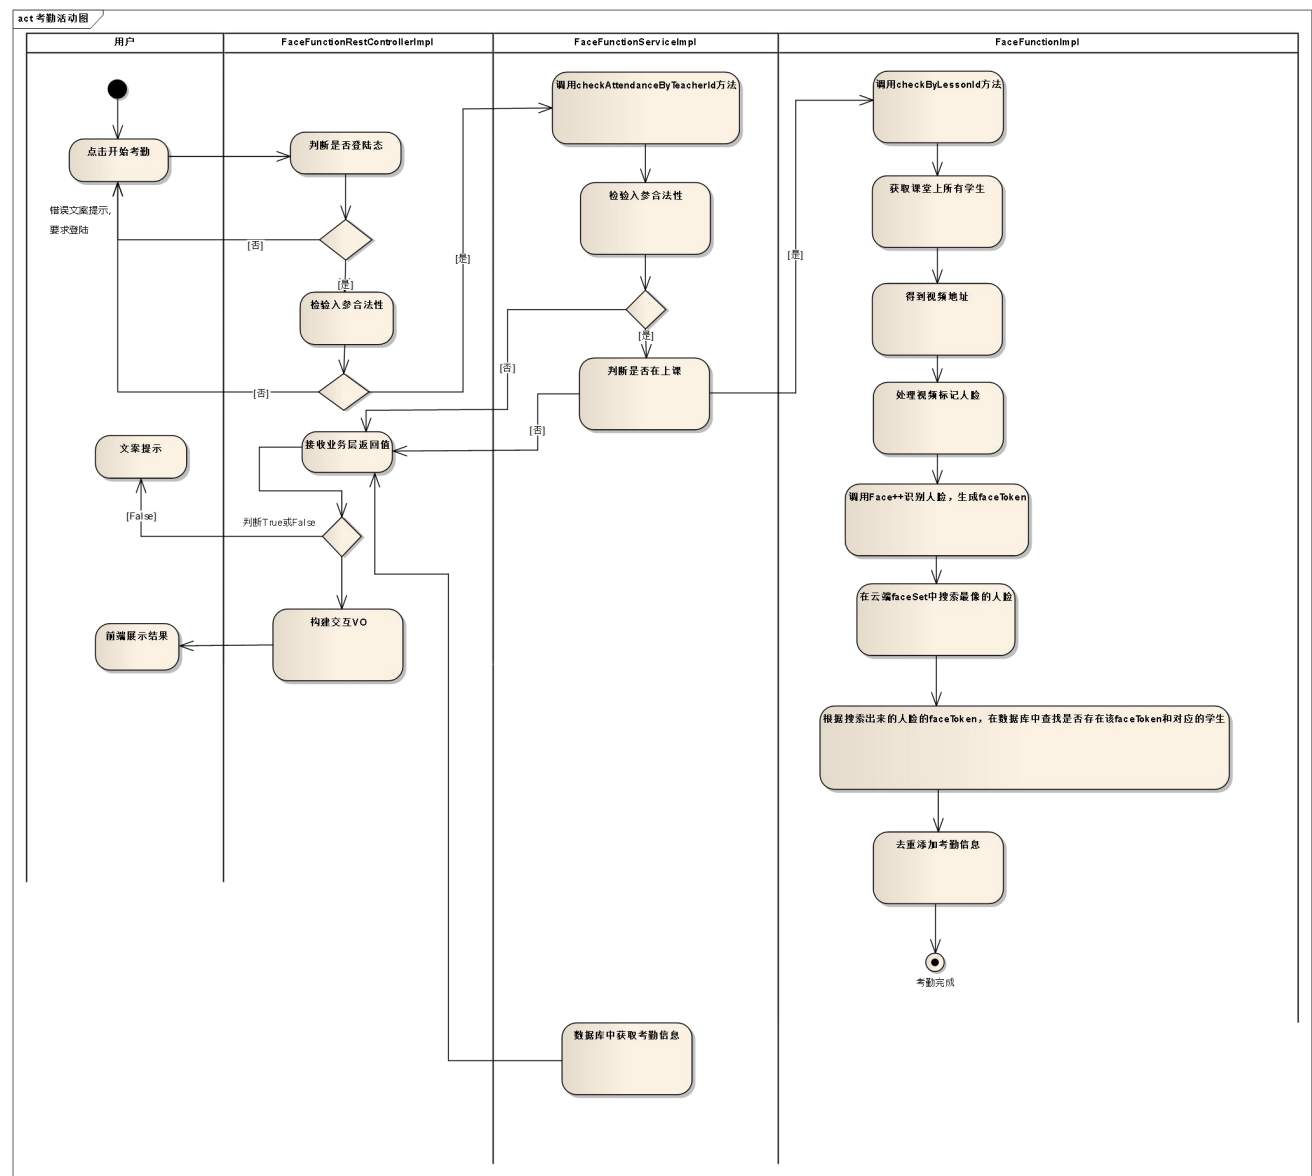 act 考勤活动图
用户
FaceFunctionRestControllerImpl
FaceFunctionServiceImpl
FaceFunctionImpl
点击开始考勤
错误文案提示,
要求登陆
文案提示
[False]
前端展示结果
判断是否登陆态
[否]
[是]
检验入参合法性
[否]
[是]
接收业务层返回值
判断True或False
构建交互VO
调用checkAttendanceByTeacherId方法
检验入参合法性
[是]
[否]
判断是否在上课
[否]
[是]
数据库中获取考勤信息
调用checkByLessonId方法
获取课堂上所有学生
得到视频地址
处理视频标记人脸
调用Face++识别人脸，生成faceToken
在云端faceSet中搜索最像的人脸
根据搜索出来的人脸的faceToken，在数据库中查找是否存在该faceToken和对应的学生
去重添加考勤信息
考勤完成